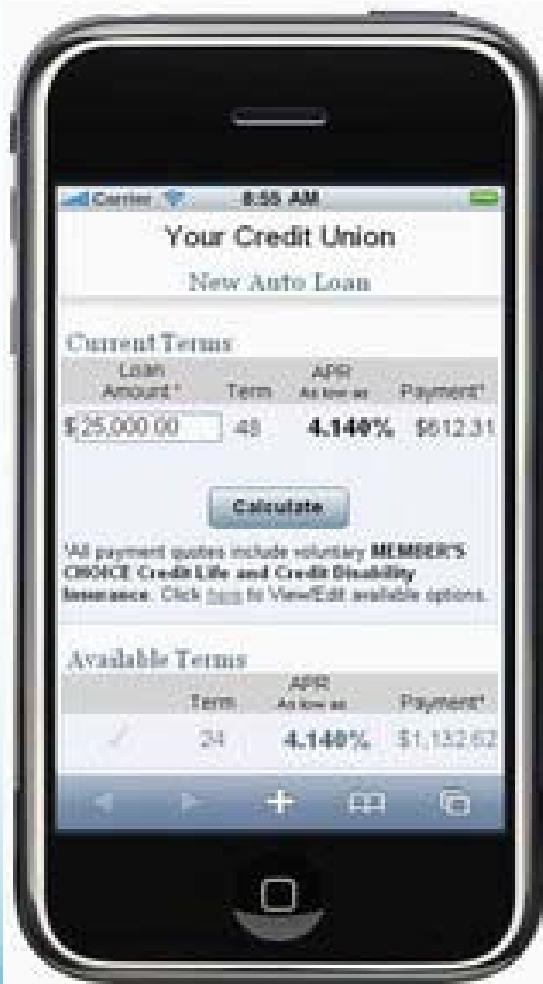 Carrier 8:55 AM
Your Credit Union
New Auto Loan
Current Terms
Loan APR
Amount* Term As low as Payment*
$ 25,000.00 48 4.140% $612.31
Calculate
*All payment quotes include voluntary MEMBER'S
CHOICE Credit Life and Credit Disability
Insurance. Click here to View/Edit available options.
Available Terms
APR
Term As low as Payment*
24 4.140% $1,132.62